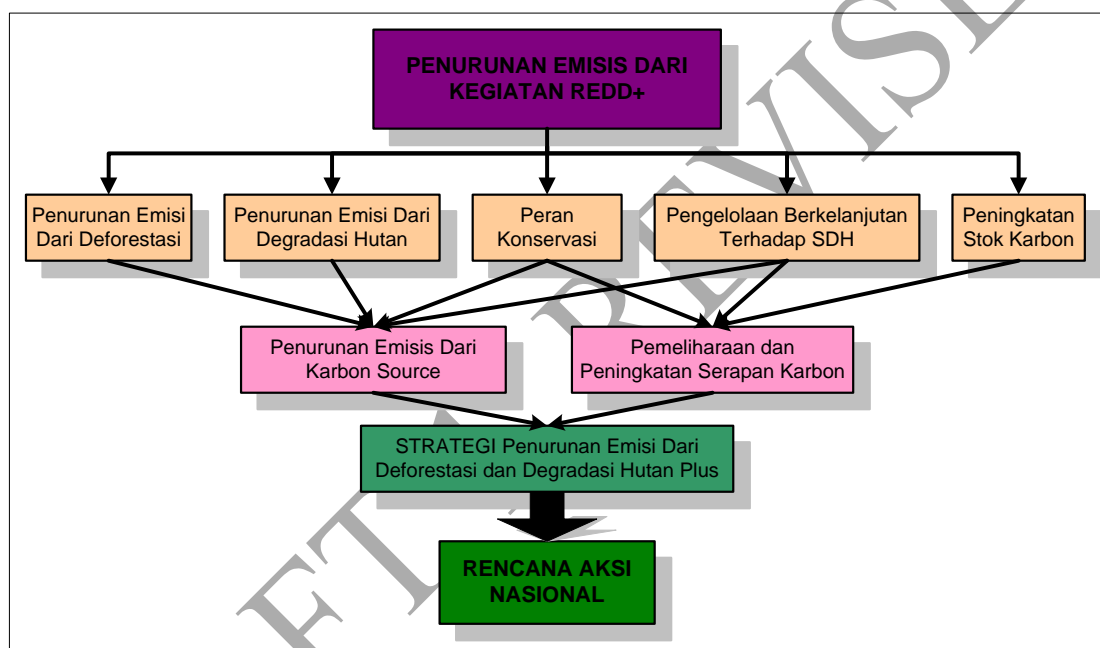 PENURUNAN EMISIS DARI
KEGIATAN REDD+
Penurunan Emisi
Dari Deforestasi
Penurunan Emisi Dari
Degradasi Hutan
Peran
Konservasi
Pengelolaan Berkelanjutan
Terhadap SDH
Peningkatan
Stok Karbon
Penurunan Emisis Dari
Karbon Source
Pemeliharaan dan
Peningkatan Serapan Karbon
STRATEGI Penurunan Emisi Dari
Deforestasi dan Degradasi Hutan Plus
RENCANA AKSI
NASIONAL